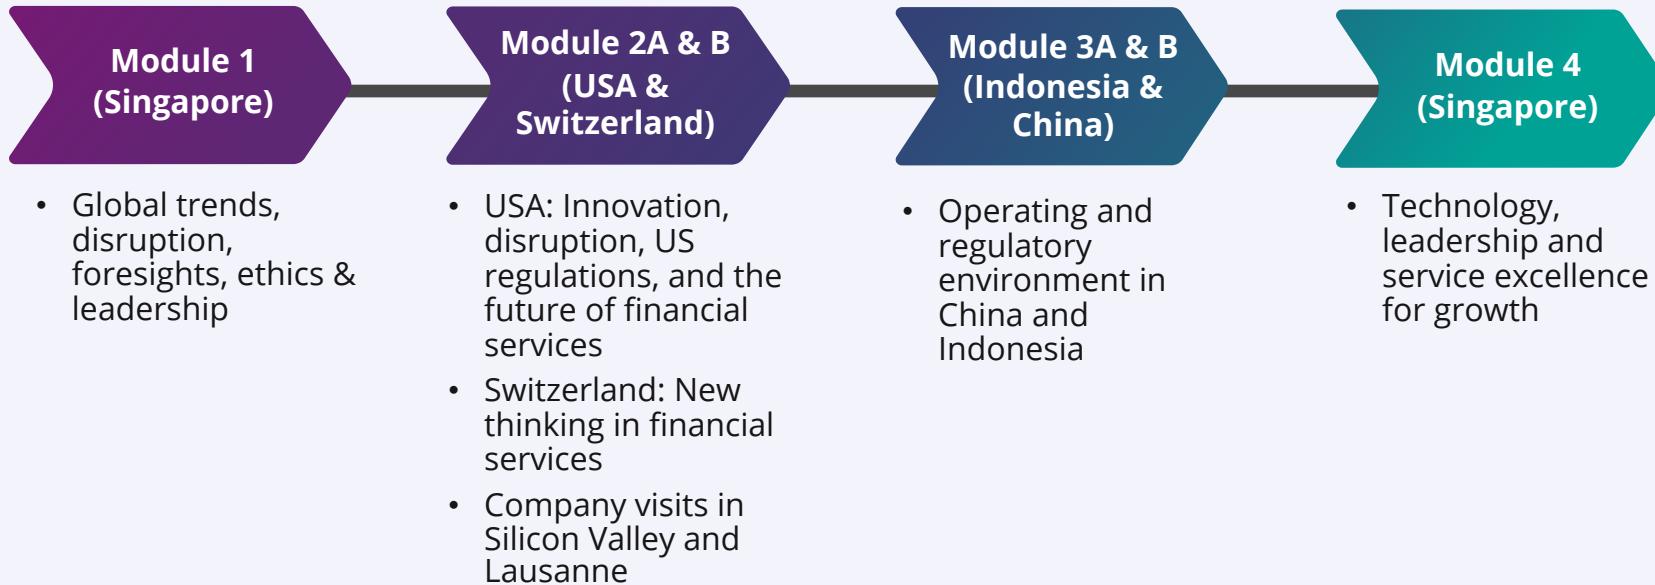 Module 1
(Singapore)
Module 2A & B
(USA &
Switzerland)
Module 3A & B
(Indonesia &
China)
Module 4
(Singapore)
• Global trends,
disruption,
foresights, ethics &
leadership
• USA: Innovation,
disruption, US
regulations, and the
future of financial
services
• Switzerland: New
thinking in financial
services
• Company visits in
Silicon Valley and
Lausanne
• Operating and
regulatory
environment in
China and
Indonesia
• Technology,
leadership and
service excellence
for growth